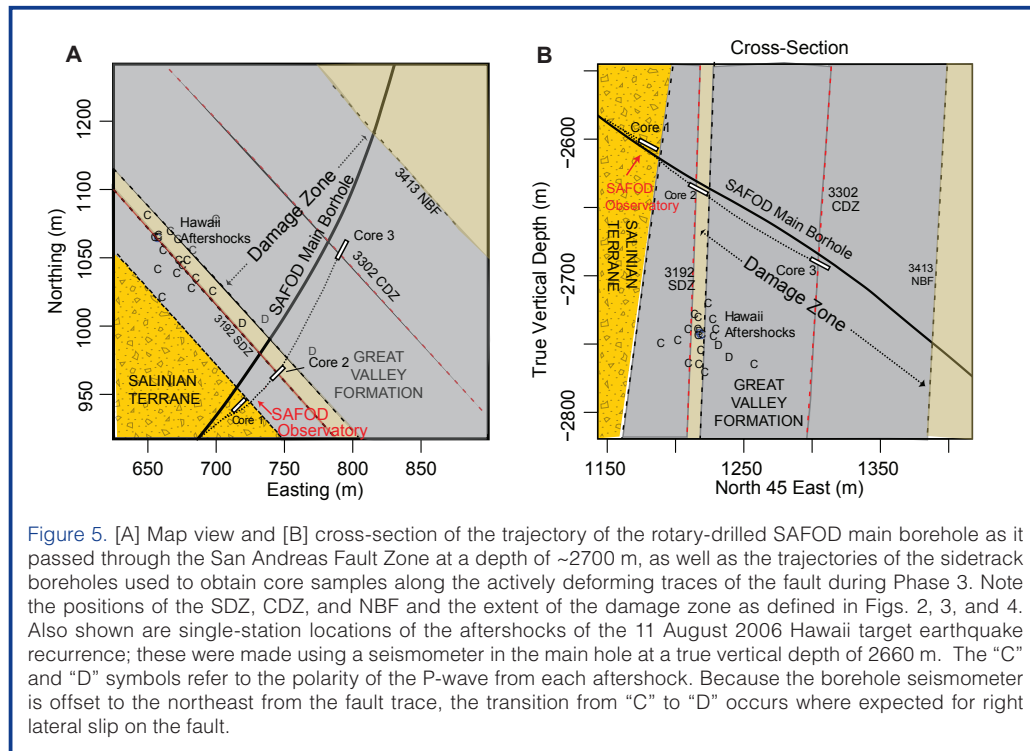 A
Northing (m)
1200
1100
1100
1050
1000
950
650
700
750
800
850
Easting (m)
Hawaii
Aftershocks
Damage Zone
SAFOD Main Borehole
3413 NBF
Core 3
3302 CDZ
3192 SDZ
Core 2
GREAT
VALLEY
FORMATION
SALINIAN
TERRANE
Core 1
SAFOD
Observatory
C C C C C C C C C C C C C C
D D D
B
Cross-Section
True Vertical Depth (m)
−2600
−2700
−2800
1150
1250
1350
North 45 East (m)
Core 1
SAFOD
Observatory
Core 2
SAFOD Main Borehole
3302
CDZ
SALINIAN
TERRANE
3192
SDZ
Core 3
Damage Zone
3413
NBF
Hawaii
Aftershocks
GREAT
VALLEY
FORMATION
C C C C C C C C C C C C C
D D
Figure 5. [A] Map view and [B] cross-section of the trajectory of the rotary-drilled SAFOD main borehole as it
passed through the San Andreas Fault Zone at a depth of ~2700 m, as well as the trajectories of the sidetrack
boreholes used to obtain core samples along the actively deforming traces of the fault during Phase 3. Note
the positions of the SDZ, CDZ, and NBF and the extent of the damage zone as defined in Figs. 2, 3, and 4.
Also shown are single-station locations of the aftershocks of the 11 August 2006 Hawaii target earthquake
recurrence; these were made using a seismometer in the main hole at a true vertical depth of 2660 m. The “C”
and “D” symbols refer to the polarity of the P-wave from each aftershock. Because the borehole seismometer
is offset to the northeast from the fault trace, the transition from “C” to “D” occurs where expected for right
lateral slip on the fault.